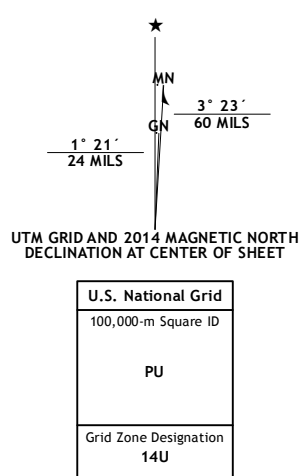 ★
MN
3° 23´
60 MILS
GN
1° 21´
24 MILS
UTM GRID AND 2014 MAGNETIC NORTH
DECLINATION AT CENTER OF SHEET
U.S. National Grid
100,000-m Square ID
PU
Grid Zone Designation
14U